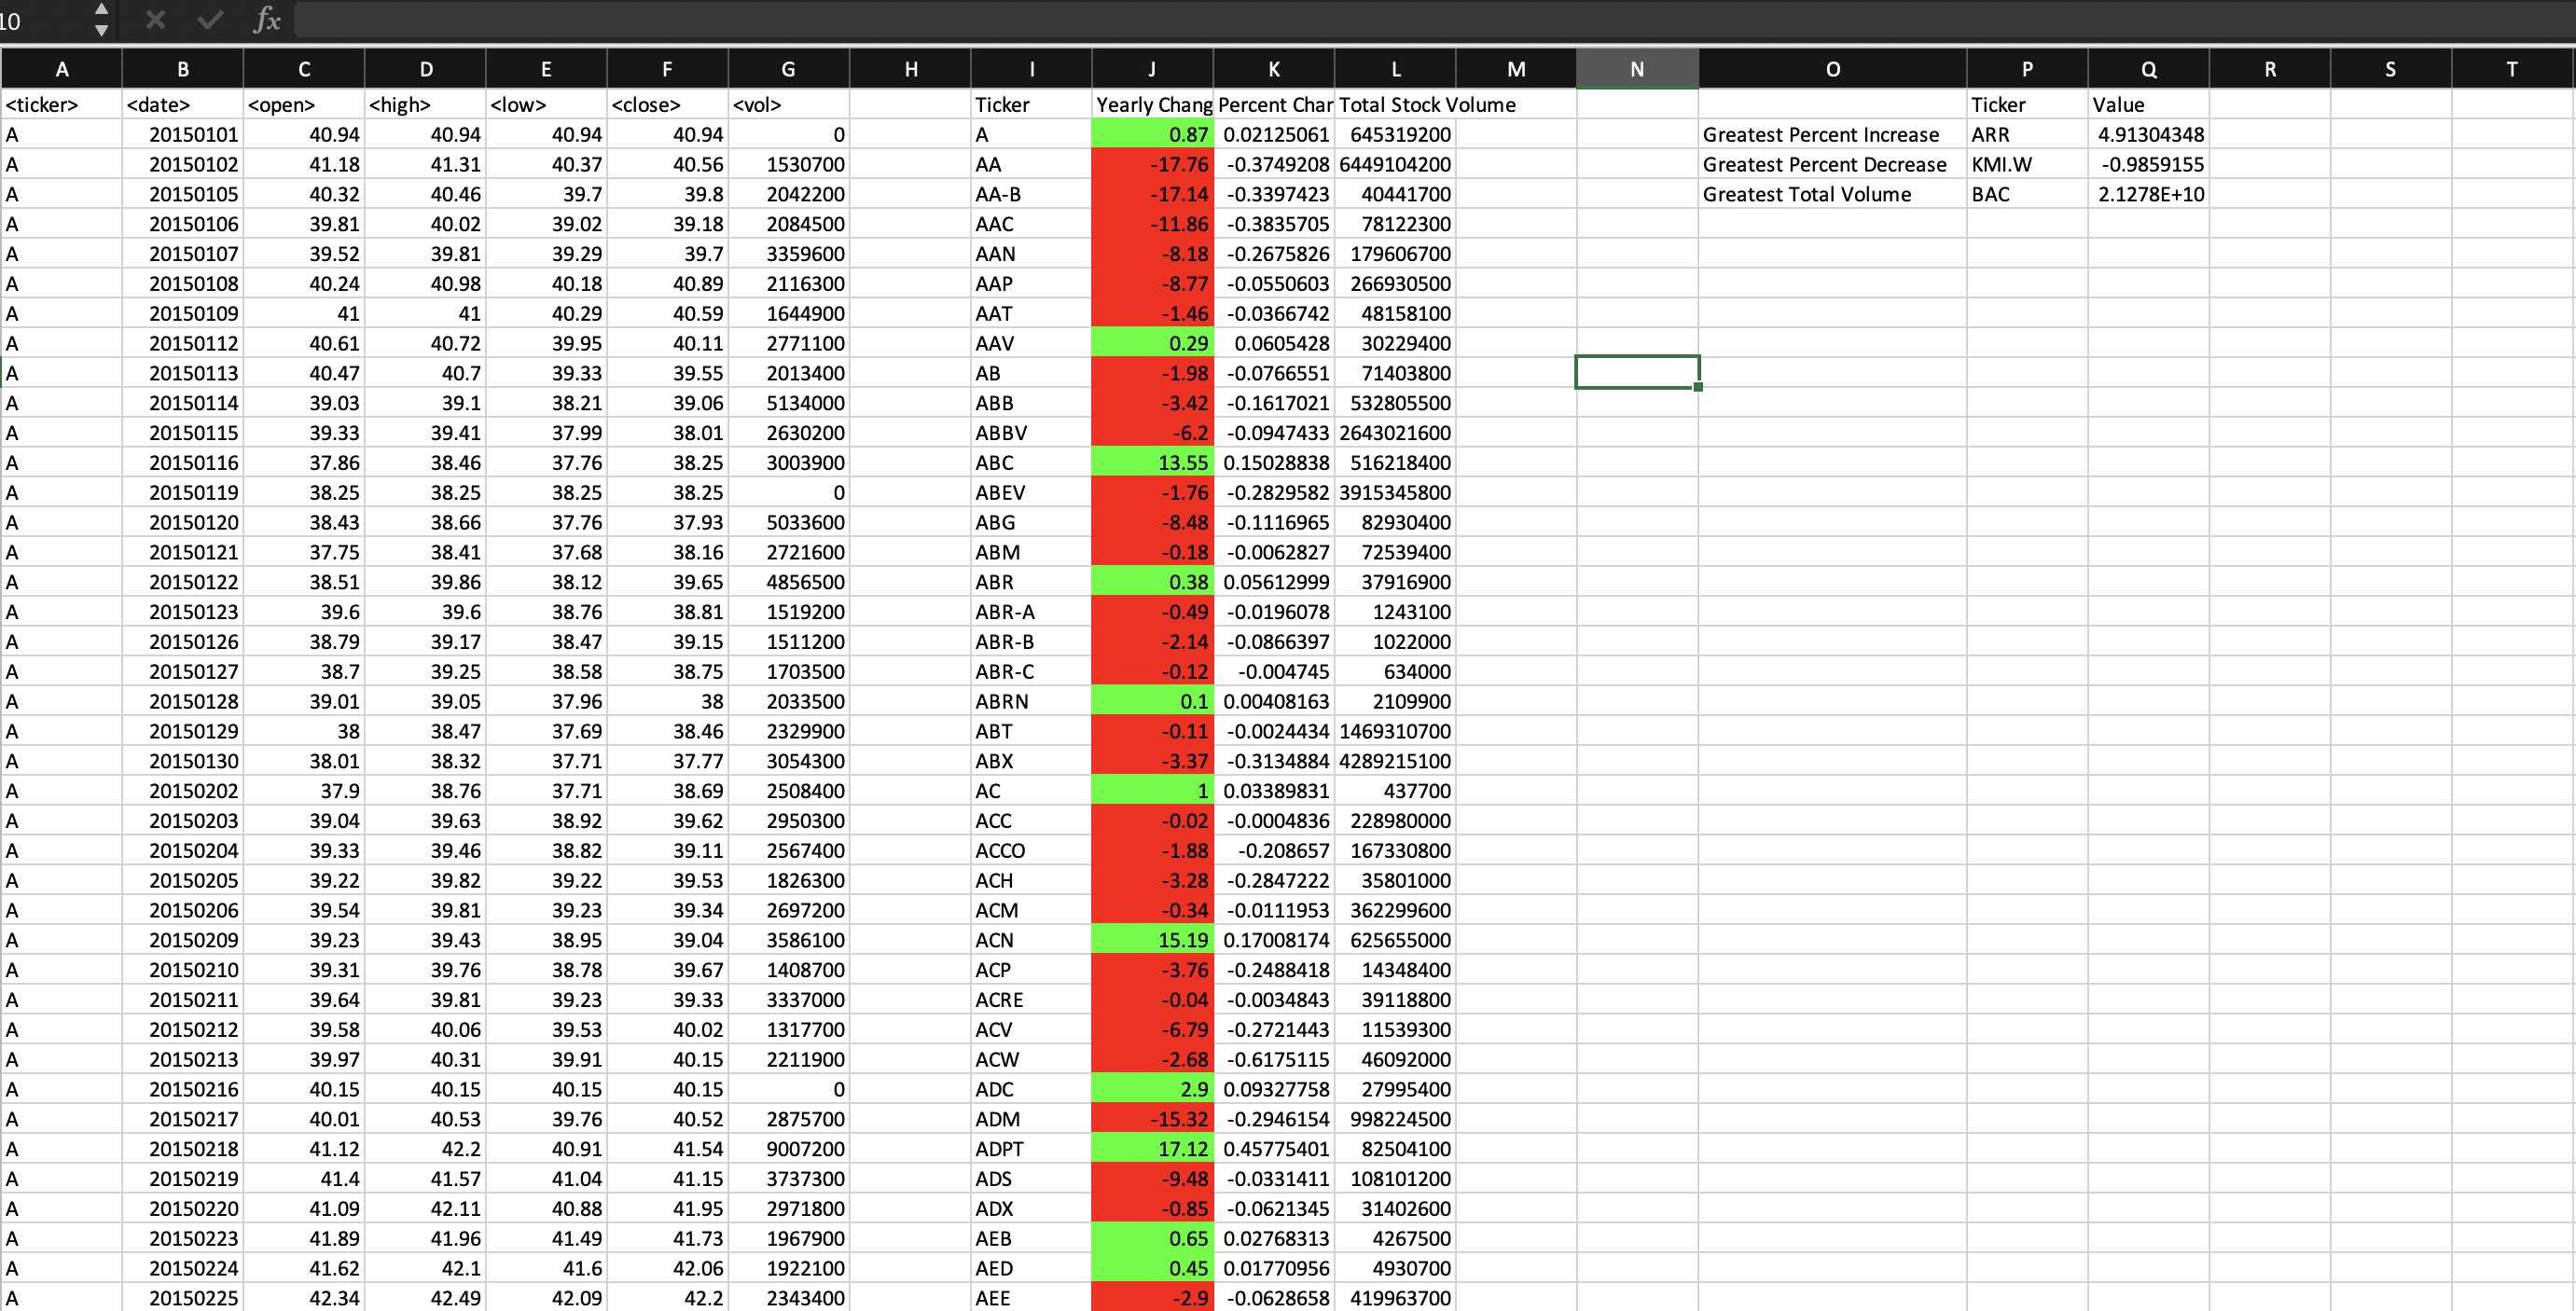 10 fx
A B C D E F G H I J K L M N O P Q R S T
<ticker> <date> <open> <high> <low> <close> <vol> Ticker Yearly Chang Percent Char Total Stock Volume Ticker Value
A 20150101 40.94 40.94 40.94 40.94 0 A 0.87 0.02125061 645319200 Greatest Percent Increase ARR 4.91304348
A 20150102 41.18 41.31 40.37 40.56 1530700 AA -17.76 -0.3749208 6449104200 Greatest Percent Decrease KMI.W -0.9859155
A 20150105 40.32 40.46 39.7 39.8 2042200 AA-B -17.14 -0.3397423 40441700 Greatest Total Volume BAC 2.1278E+10
A 20150106 39.81 40.02 39.02 39.18 2084500 AAC -11.86 -0.3835705 78122300
A 20150107 39.52 39.81 39.29 39.7 3359600 AAN -8.18 -0.2675826 179606700
A 20150108 40.24 40.98 40.18 40.89 2116300 AAP -8.77 -0.0550603 266930500
A 20150109 41 41 40.29 40.59 1644900 AAT -1.46 -0.0366742 48158100
A 20150112 40.61 40.72 39.95 40.11 2771100 AAV 0.29 0.0605428 30229400
A 20150113 40.47 40.7 39.33 39.55 2013400 AB -1.98 -0.0766551 71403800
A 20150114 39.03 39.1 38.21 39.06 5134000 ABB -3.42 -0.1617021 532805500
A 20150115 39.33 39.41 37.99 38.01 2630200 ABBV -6.2 -0.0947433 2643021600
A 20150116 37.86 38.46 37.76 38.25 3003900 ABC 13.55 0.15028838 516218400
A 20150119 38.25 38.25 38.25 38.25 0 ABEV -1.76 -0.2829582 3915345800
A 20150120 38.43 38.66 37.76 37.93 5033600 ABG -8.48 -0.1116965 82930400
A 20150121 37.75 38.41 37.68 38.16 2721600 ABM -0.18 -0.0062827 72539400
A 20150122 38.51 39.86 38.12 39.65 4856500 ABR 0.38 0.05612999 37916900
A 20150123 39.6 39.6 38.76 38.81 1519200 ABR-A -0.49 -0.0196078 1243100
A 20150126 38.79 39.17 38.47 39.15 1511200 ABR-B -2.14 -0.0866397 1022000
A 20150127 38.7 39.25 38.58 38.75 1703500 ABR-C -0.12 -0.004745 634000
A 20150128 39.01 39.05 37.96 38 2033500 ABRN 0.1 0.00408163 2109900
A 20150129 38 38.47 37.69 38.46 2329900 ABT -0.11 -0.0024434 1469310700
A 20150130 38.01 38.32 37.71 37.77 3054300 ABX -3.37 -0.3134884 4289215100
A 20150202 37.9 38.76 37.71 38.69 2508400 AC 1 0.03389831 437700
A 20150203 39.04 39.63 38.92 39.62 2950300 ACC -0.02 -0.0004836 228980000
A 20150204 39.33 39.46 38.82 39.11 2567400 ACCO -1.88 -0.208657 167330800
A 20150205 39.22 39.82 39.22 39.53 1826300 ACH -3.28 -0.2847222 35801000
A 20150206 39.54 39.81 39.23 39.34 2697200 ACM -0.34 -0.0111953 362299600
A 20150209 39.23 39.43 38.95 39.04 3586100 ACN 15.19 0.17008174 625655000
A 20150210 39.31 39.76 38.78 39.67 1408700 ACP -3.76 -0.2488418 14348400
A 20150211 39.64 39.81 39.23 39.33 3337000 ACRE -0.04 -0.0034843 39118800
A 20150212 39.58 40.06 39.53 40.02 1317700 ACV -6.79 -0.2721443 11539300
A 20150213 39.97 40.31 39.91 40.15 2211900 ACW -2.68 -0.6175115 46092000
A 20150216 40.15 40.15 40.15 40.15 0 ADC 2.9 0.09327758 27995400
A 20150217 40.01 40.53 39.76 40.52 2875700 ADM -15.32 -0.2946154 998224500
A 20150218 41.12 42.2 40.91 41.54 9007200 ADPT 17.12 0.45775401 82504100
A 20150219 41.4 41.57 41.04 41.15 3737300 ADS -9.48 -0.0331411 108101200
A 20150220 41.09 42.11 40.88 41.95 2971800 ADX -0.85 -0.0621345 31402600
A 20150223 41.89 41.96 41.49 41.73 1967900 AEB 0.65 0.02768313 4267500
A 20150224 41.62 42.1 41.6 42.06 1922100 AED 0.45 0.01770956 4930700
A 20150225 42.34 42.49 42.09 42.2 2343400 AEE -2.9 -0.0628658 419963700